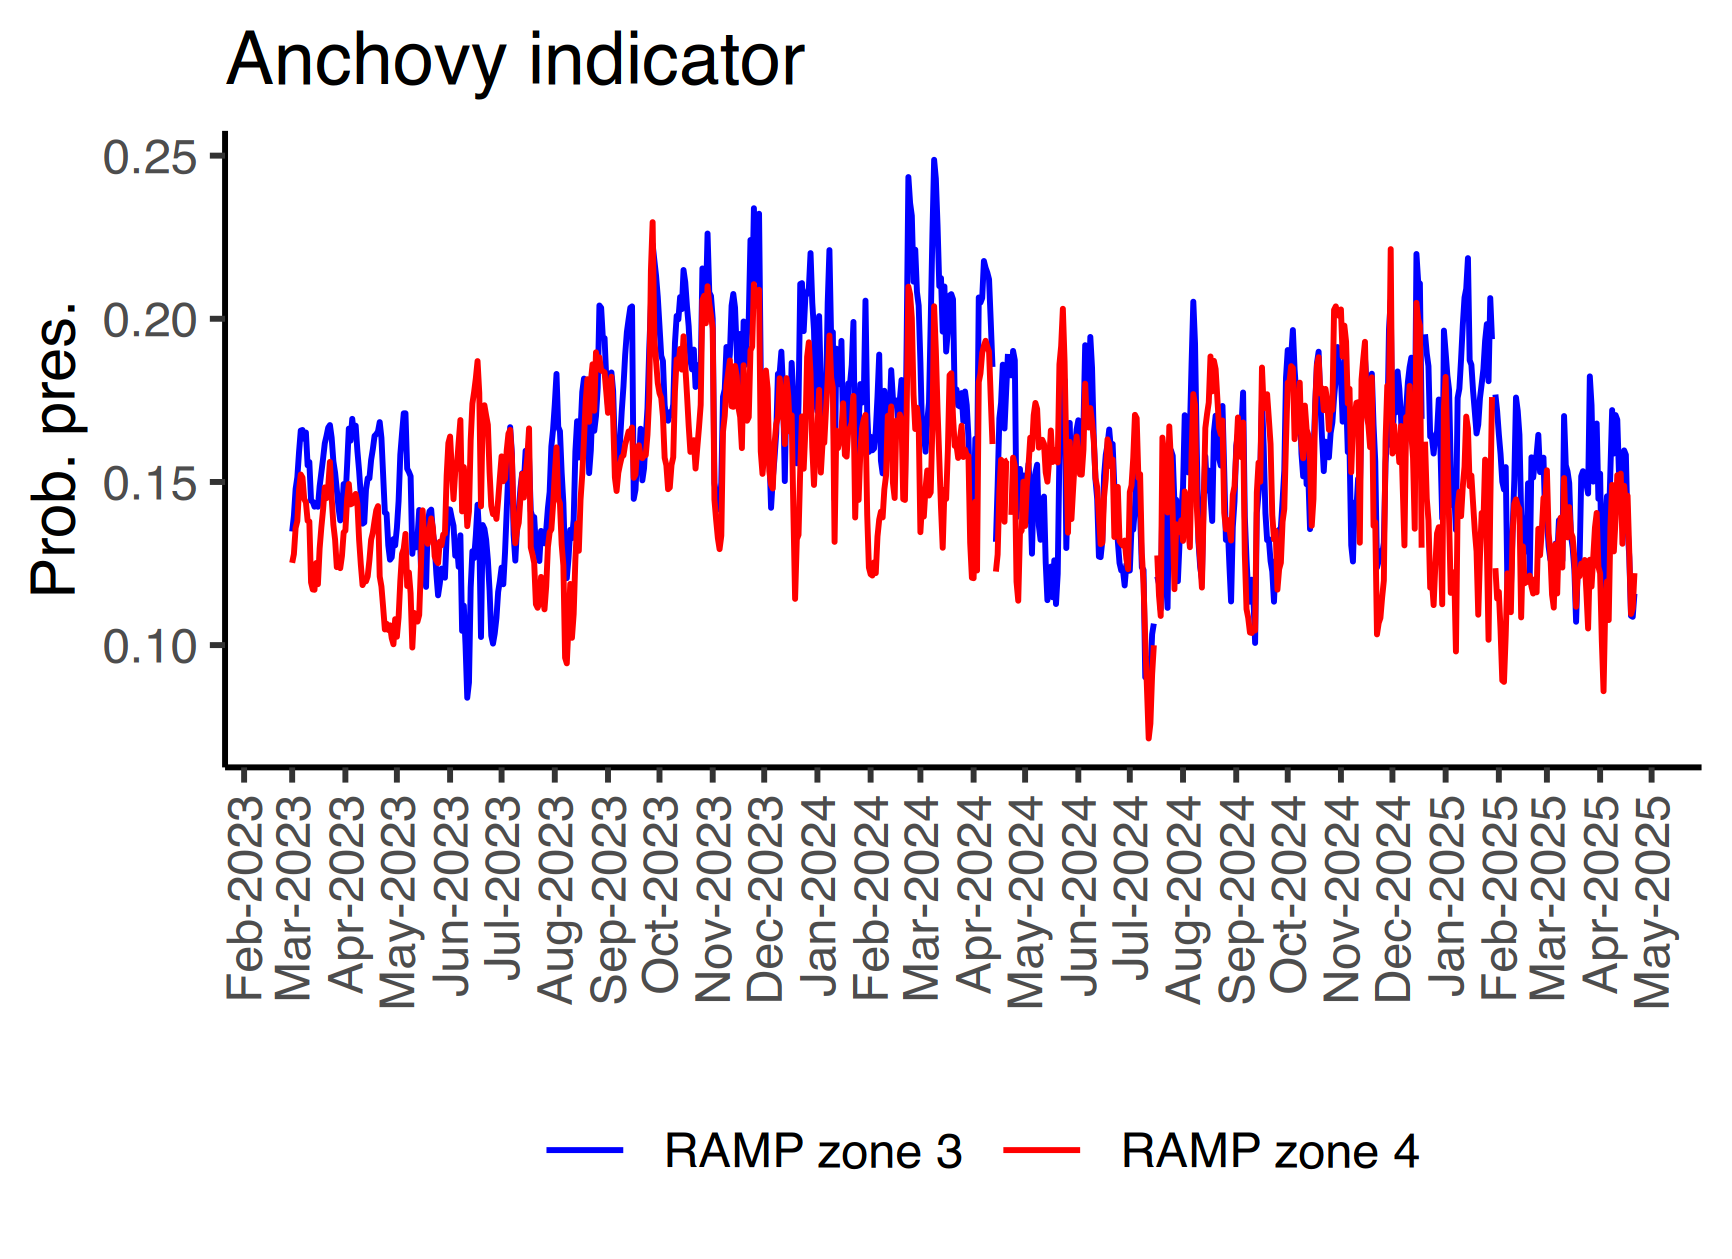 Anchovy indicator
Prob. pres.
0.25
0.20
0.15
0.10
Feb-2023
Mar-2023
Apr-2023
May-2023
Jun-2023
Jul-2023
Aug-2023
Sep-2023
Oct-2023
Nov-2023
Dec-2023
Jan-2024
Feb-2024
Mar-2024
Apr-2024
May-2024
Jun-2024
Jul-2024
Aug-2024
Sep-2024
Oct-2024
Nov-2024
Dec-2024
Jan-2025
Feb-2025
Mar-2025
Apr-2025
May-2025
RAMP zone 3
RAMP zone 4